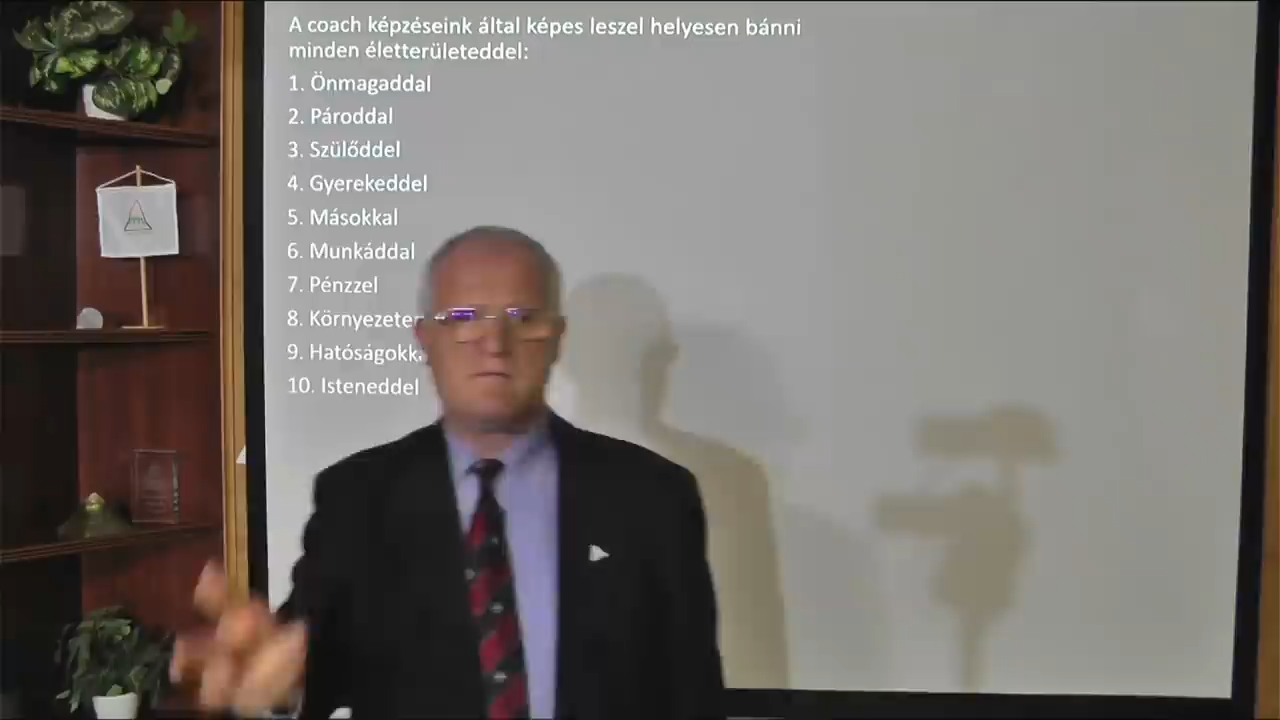 A coach képzéseink által képes leszel helyesen bánni
minden életterületeddel:
1. Önmagaddal
2. Pároddal
3. Szülőddel
4. Gyerekeddel
5. Másokkal
6. Munkáddal
7. Pénzzel
8.
9.
10. Isteneddel